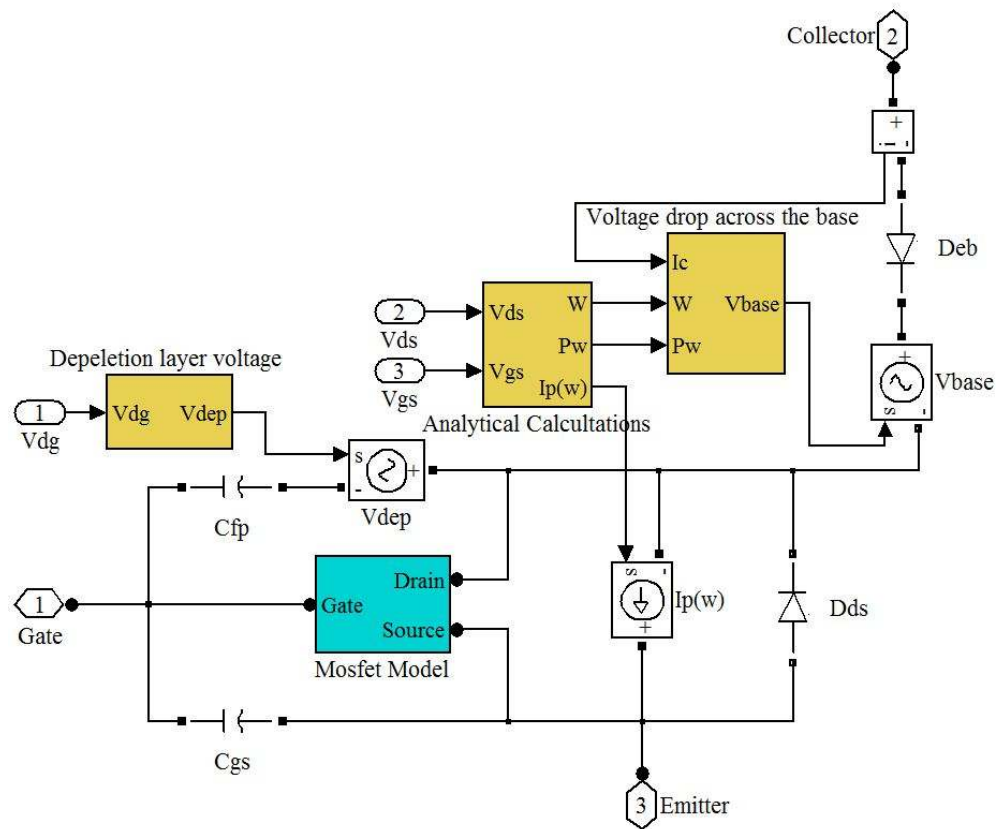 Collector
2
+
i
-
Voltage drop across the base
Ic
W
Pw
Vbase
Deb
2
Vds
3
Vgs
Vds
Vgs
W
Pw
Ip(w)
Analytical Calcultations
+
s
-
Vbase
Depeletion layer voltage
1
Vdg
Vdg
Vdep
s
-
+
Vdep
Cfp
1
Gate
Gate
Drain
Source
Mosfet Model
s
-
+
Ip(w)
Dds
Cgs
3
Emitter